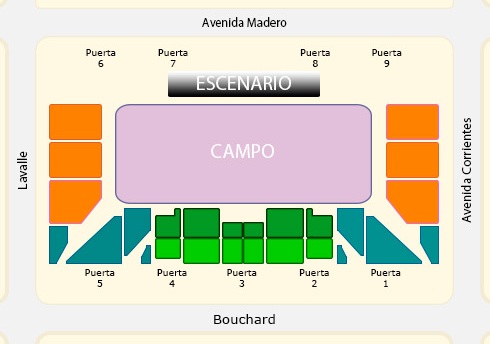 Avenida Madero
Puerta
6
Puerta
7
Puerta
8
Puerta
9
ESCENARIO
CAMPO
Lavalle
Avenida Corrientes
Puerta
5
Puerta
4
Puerta
3
Puerta
2
Puerta
1
Bouchard